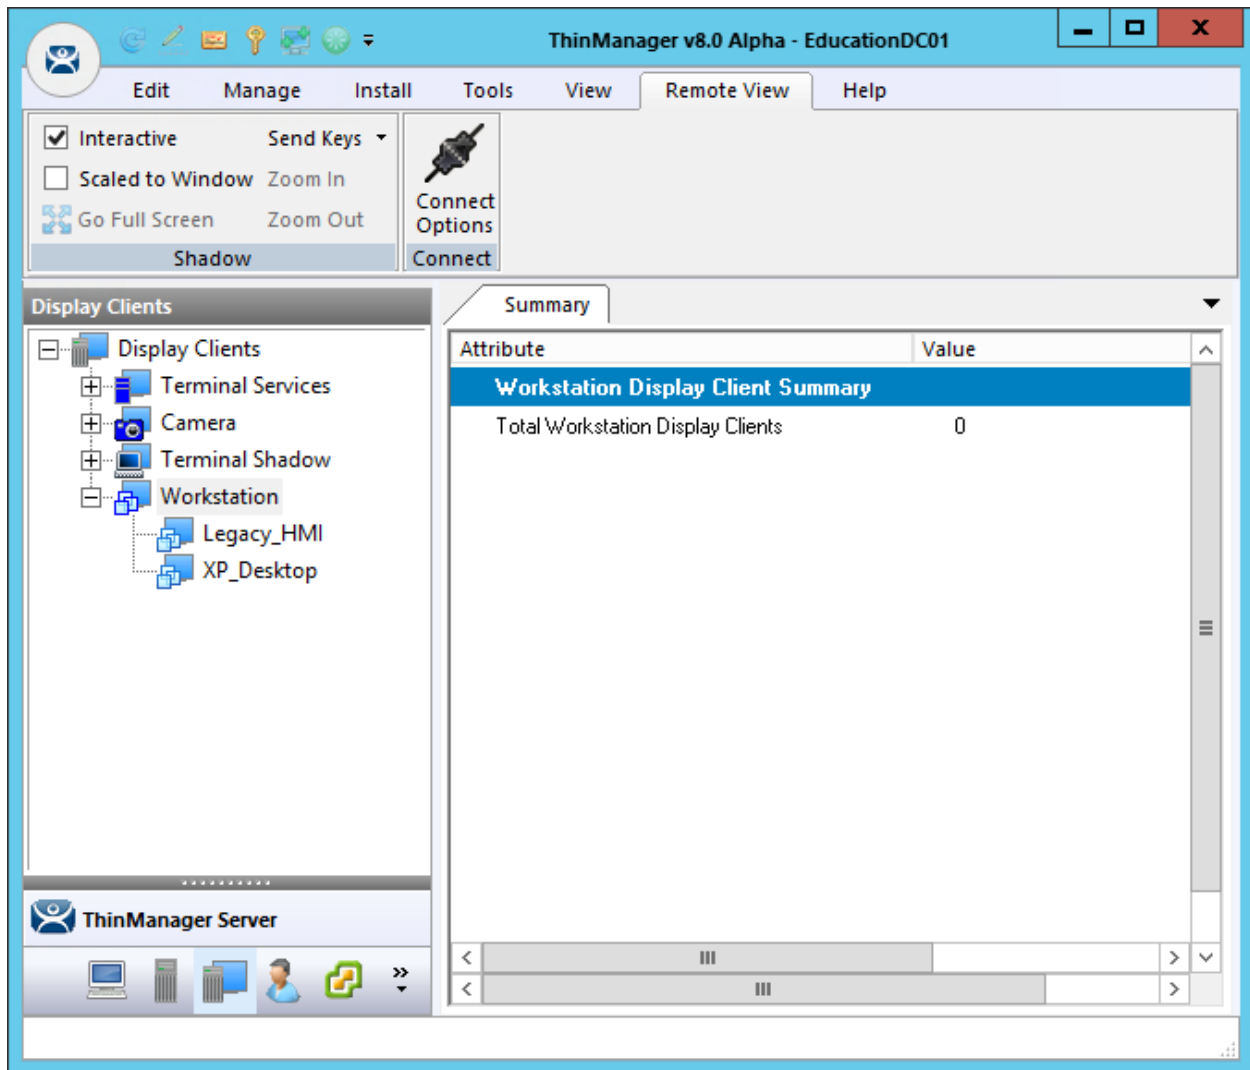 ThinManager v8.0 Alpha - EducationDC01
Edit Manage Install Tools View Remote View Help
Interactive Send Keys
Scaled to Window Zoom In
Go Full Screen Zoom Out
Connect
Options
Shadow Connect
Display Clients
Summary
Display Clients
Attribute Value
Terminal Services
Workstation Display Client Summary
Camera
Total Workstation Display Clients 0
Terminal Shadow
Workstation
Legacy_HMI
XP_Desktop
ThinManager Server